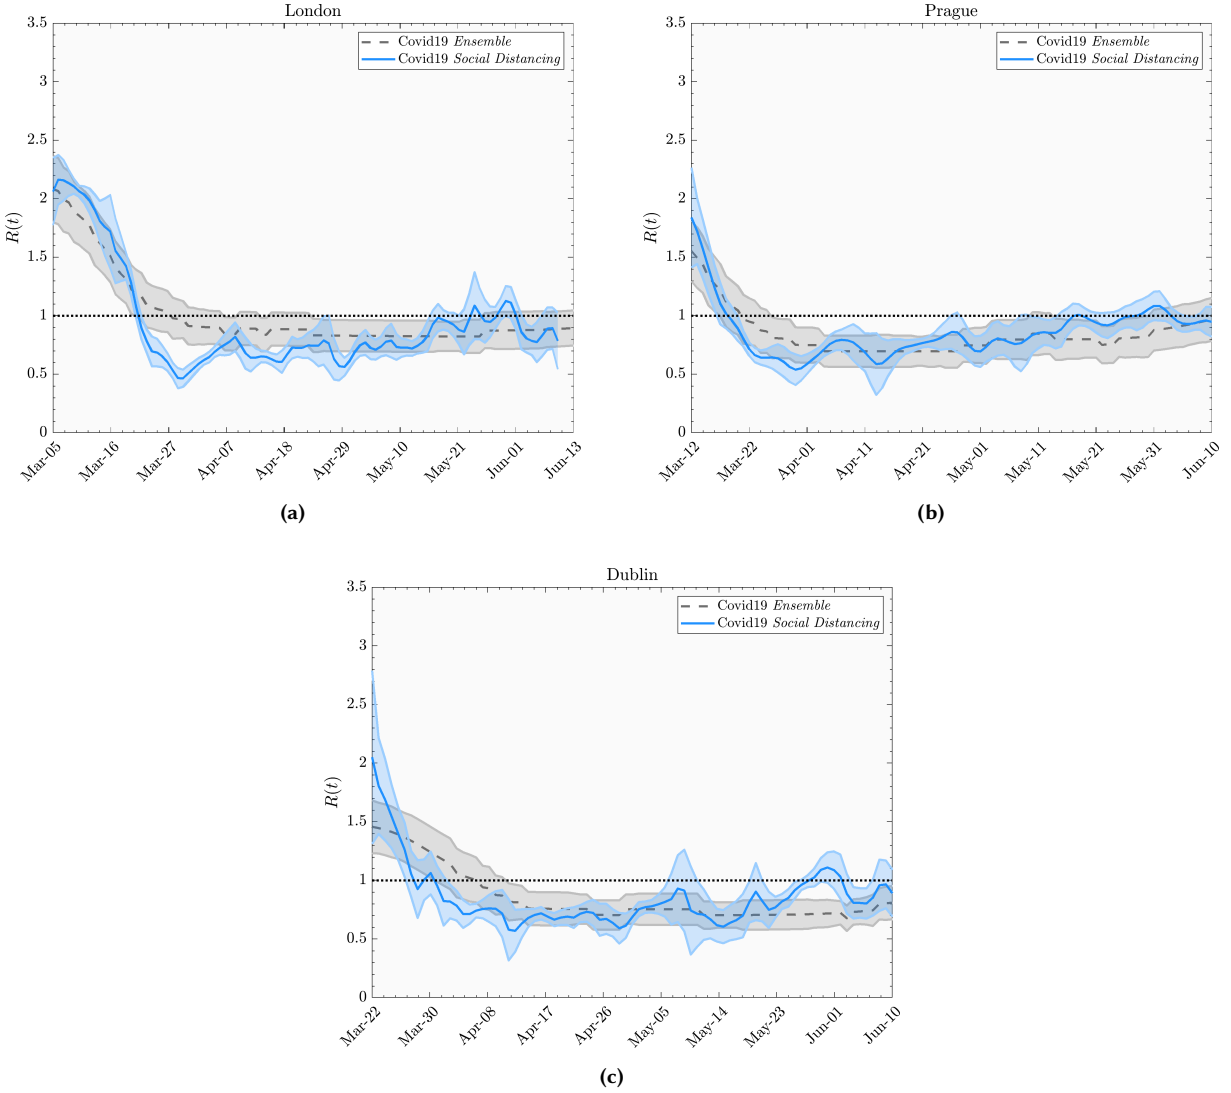 London
3.5
3
2.5
2
1.5
1
0.5
0
R(t)
Covid19 Ensemble
Covid19 Social Distancing
Mar-05 Mar-16 Mar-27 Apr-07 Apr-18 Apr-29 May-10 May-21 Jun-01 Jun-13
(a)
Prague
3.5
3
2.5
2
1.5
1
0.5
0
R(t)
Covid19 Ensemble
Covid19 Social Distancing
Mar-12 Mar-22 Apr-01 Apr-11 Apr-21 May-01 May-11 May-21 May-31 Jun-10
(b)
Dublin
3.5
3
2.5
2
1.5
1
0.5
0
R(t)
Covid19 Ensemble
Covid19 Social Distancing
Mar-22 Mar-30 Apr-08 Apr-17 Apr-26 May-05 May-14 May-23 Jun-01 Jun-10
(c)